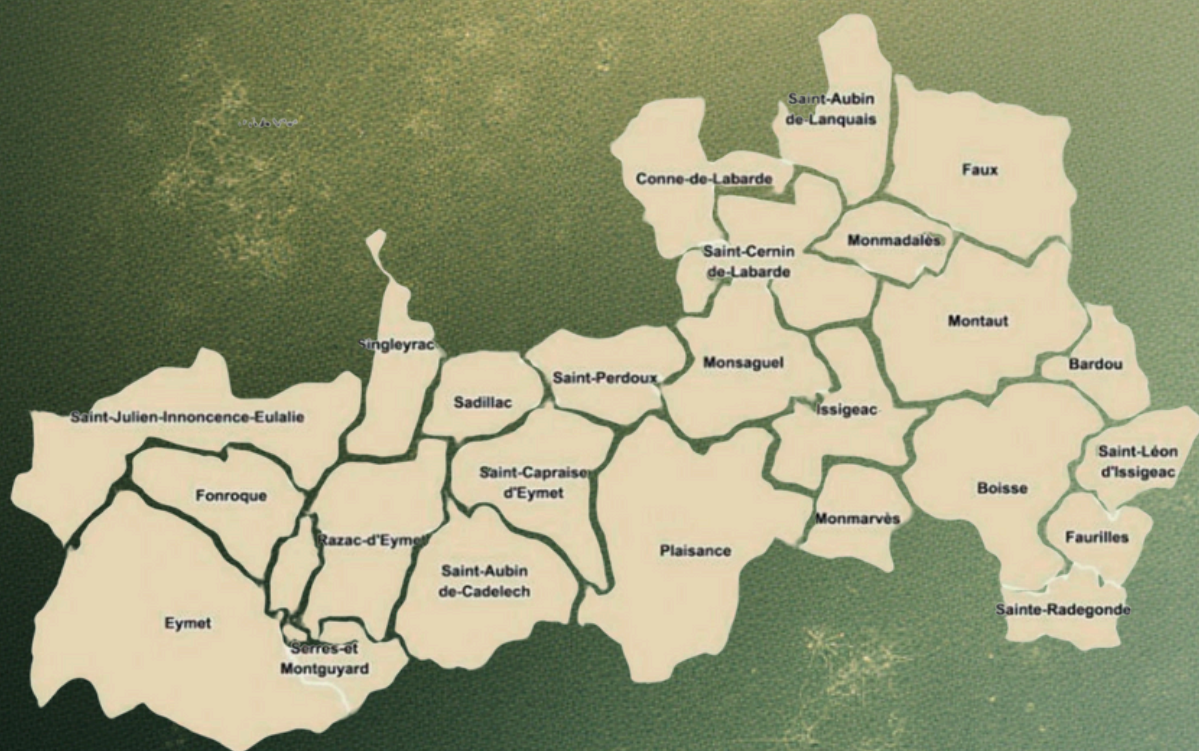 Saint-Aubin
de-Lanquais
Faux
Conne-de-Labarde
Monmadalès
Saint-Cernin
de-Labarde
Montaut
Singleyrac
Monsaguel
Bardou
Saint-Perdoux
Sadillac
Issigeac
Saint-Julien-Innoncence-Eulalie
Saint-Léon
d'Issigeac
Saint-Capraise
d'Eymet
Boisse
Fonroque
Monmarvès
Faurilles
Razac-d'Eymet
Plaisance
Saint-Aubin
de-Cadelech
Sainte-Radegonde
Eymet
Serres-et
Montguyard